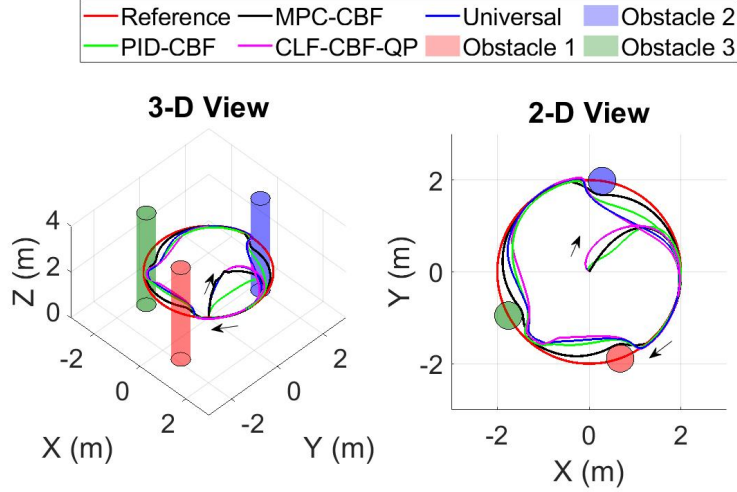 Reference MPC-CBF Universal Obstacle 2
PID-CBF CLF-CBF-QP Obstacle 1 Obstacle 3
3-D View
4
2
0
Z (m)
-2
0
2
X (m)
-2
0
2
Y (m)
2-D View
2
0
-2
Y (m)
-2 0 2
X (m)